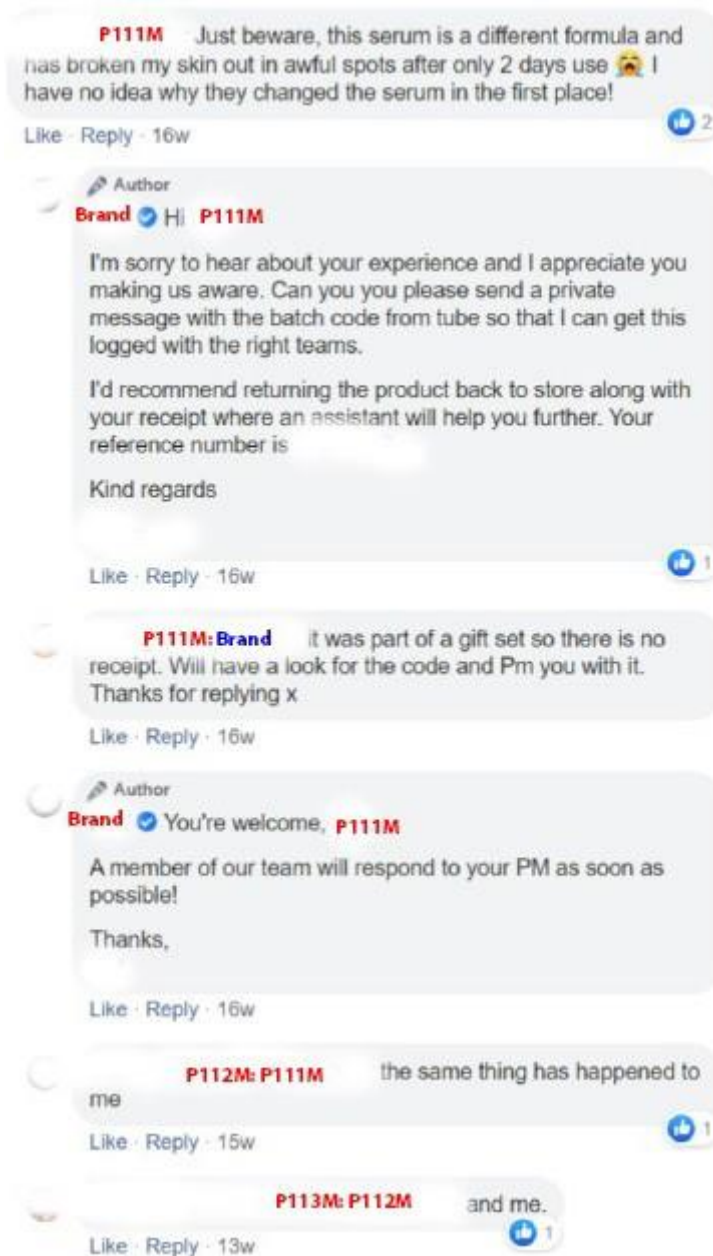 P111M Just beware, this serum is a different formula and
has broken my skin out in awful spots after only 2 days use 😭 I
have no idea why they changed the serum in the first place!
2
Like · Reply · 16w
Author
Brand Hi P111M
I'm sorry to hear about your experience and I appreciate you
making us aware. Can you you please send a private
message with the batch code from tube so that I can get this
logged with the right teams.
I'd recommend returning the product back to store along with
your receipt where an assistant will help you further. Your
reference number is
Kind regards
1
Like · Reply · 16w
P111M: Brand it was part of a gift set so there is no
receipt. Will have a look for the code and Pm you with it.
Thanks for replying x
Like · Reply · 16w
Author
Brand You're welcome, P111M
A member of our team will respond to your PM as soon as
possible!
Thanks,
Like · Reply · 16w
P112M: P111M the same thing has happened to
me
1
Like · Reply · 15w
P113M: P112M and me.
1
Like · Reply · 13w